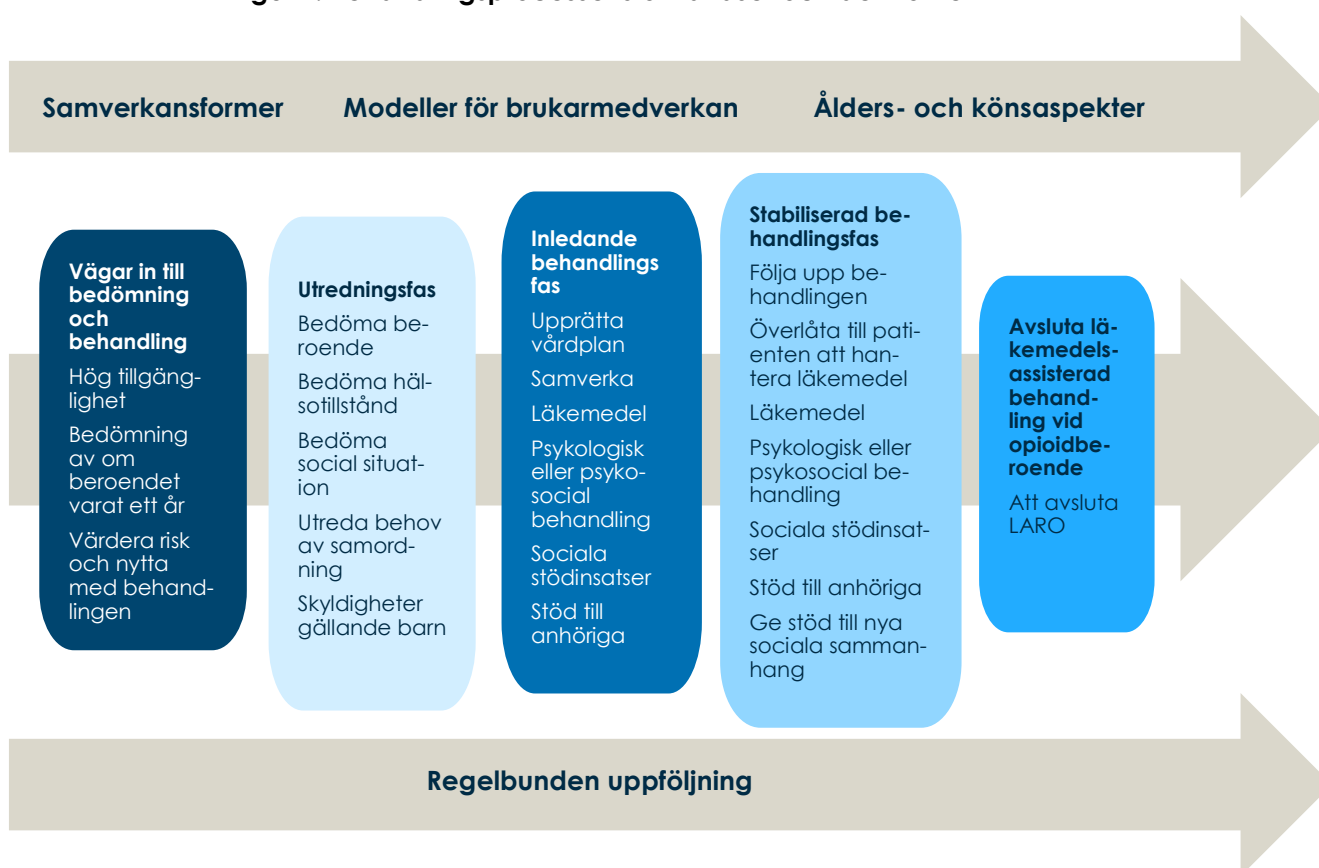 Samverkansformer
Modeller för brukarmedverkan
Ålders- och könsaspekter
Vägar in till
bedömning
och
behandling
Hög tillgäng-
lighet
Bedömning
av om
beroendet
varat ett år
Värdera risk
och nytta
med behand-
lingen
Utredningsfas
Bedöma be-
roende
Bedöma häl-
sotillstånd
Bedöma
social situat-
ion
Utreda behov
av samord-
ning
Skyldigheter
gällande barn
Inledande
behandlings
fas
Upprätta
vårdplan
Samverka
Läkemedel
Psykologisk
eller psyko-
social
behandling
Sociala
stödinsatser
Stöd till
anhöriga
Stabiliserad be-
handlingsfas
Följa upp be-
handlingen
Överlåta till pati-
enten att han-
tera läkemedel
Läkemedel
Psykologisk eller
psykosocial be-
handling
Sociala stödinsat-
ser
Stöd till anhöriga
Ge stöd till nya
sociala samman-
hang
Avsluta lä-
kemedels-
assisterad
behand-
ling vid
opioidbe-
roende
Att avsluta
LARO
Regelbunden uppföljning